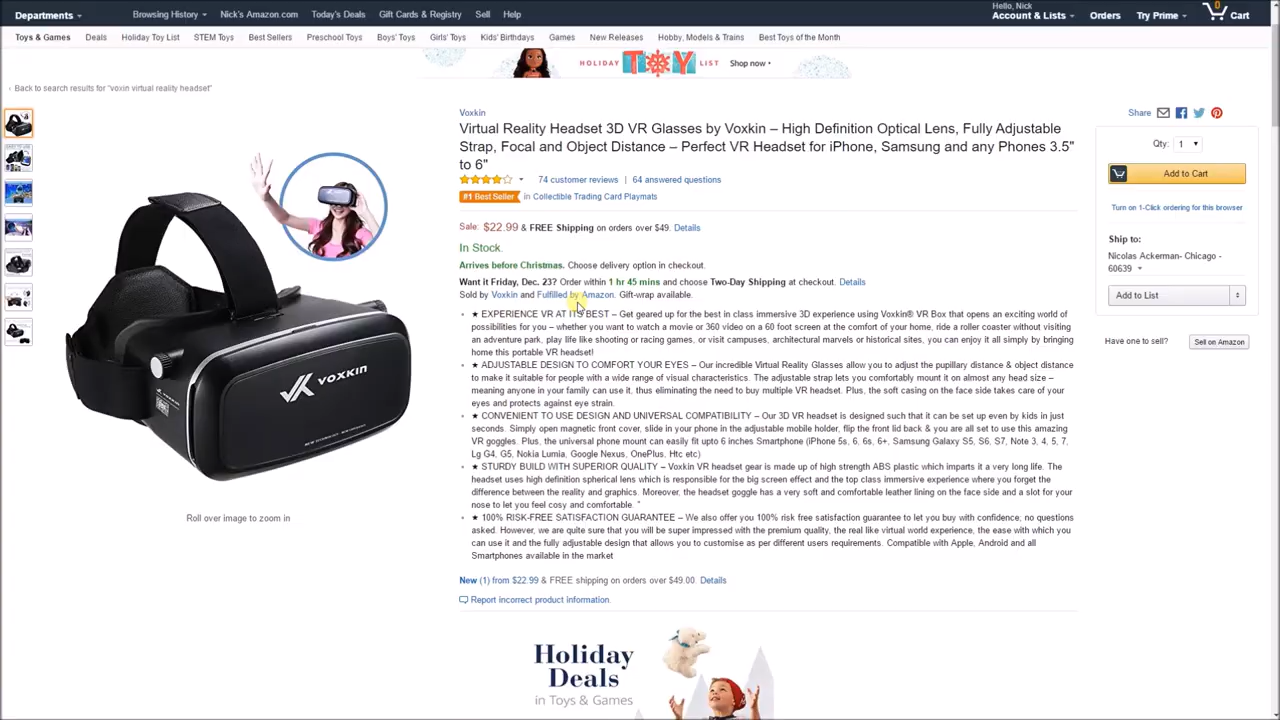 Hello, Nick
Departments Browsing History Nick's Amazon.com Today's Deals Gift Cards & Registry Sell Help Account & Lists Orders Try Prime 0 Cart
Toys & Games Deals Holiday Toy List STEM Toys Best Sellers Preschool Toys Boys' Toys Girls' Toys Kids' Birthdays Games New Releases Hobby, Models & Trains Best Toys of the Month
HOLIDAY TOY LIST Shop now
‹ Back to search results for "voxin virtual reality headset"
Voxkin
Virtual Reality Headset 3D VR Glasses by Voxkin – High Definition Optical Lens, Fully Adjustable
Strap, Focal and Object Distance – Perfect VR Headset for iPhone, Samsung and any Phones 3.5"
to 6"
74 customer reviews | 64 answered questions
#1 Best Seller in Collectible Trading Card Playmats
Sale: $22.99 & FREE Shipping on orders over $49. Details
In Stock.
Arrives before Christmas. Choose delivery option in checkout.
Want it Friday, Dec. 23? Order within 1 hr 45 mins and choose Two-Day Shipping at checkout. Details
Sold by Voxkin and Fulfilled by Amazon. Gift-wrap available.
★ EXPERIENCE VR AT ITS BEST – Get geared up for the best in class immersive 3D experience using Voxkin® VR Box that opens an exciting world of
possibilities for you – whether you want to watch a movie or 360 video on a 60 foot screen at the comfort of your home, ride a roller coaster without visiting
an adventure park, play life like shooting or racing games, or visit campuses, architectural marvels or historical sites, you can enjoy it all simply by bringing
home this portable VR headset!
★ ADJUSTABLE DESIGN TO COMFORT YOUR EYES – Our incredible Virtual Reality Glasses allow you to adjust the pupillary distance & object distance
to make it suitable for people with a wide range of visual characteristics. The adjustable strap lets you comfortably mount it on almost any head size –
meaning anyone in your family can use it, thus eliminating the need to buy multiple VR headset. Plus, the soft casing on the face side takes care of your
eyes and protects against eye strain.
★ CONVENIENT TO USE DESIGN AND UNIVERSAL COMPATIBILITY – Our 3D VR headset is designed such that it can be set up even by kids in just
seconds. Simply open magnetic front cover, slide in your phone in the adjustable mobile holder, flip the front lid back & you are all set to use this amazing
VR goggles. Plus, the universal phone mount can easily fit upto 6 inches Smartphone (iPhone 5s, 6, 6s, 6+, Samsung Galaxy S5, S6, S7, Note 3, 4, 5, 7,
Lg G4, G5, Nokia Lumia, Google Nexus, OnePlus, Htc etc)
★ STURDY BUILD WITH SUPERIOR QUALITY – Voxkin VR headset gear is made up of high strength ABS plastic which imparts it a very long life. The
headset uses high definition spherical lens which is responsible for the big screen effect and the top class immersive experience where you forget the
difference between the reality and graphics. Moreover, the headset goggle has a very soft and comfortable leather lining on the face side and a slot for your
nose to let you feel cosy and comfortable. "
★ 100% RISK-FREE SATISFACTION GUARANTEE – We also offer you 100% risk free satisfaction guarantee to let you buy with confidence, no questions
asked. However, we are quite sure that you will be super impressed with the premium quality, the real like virtual world experience, the ease with which you
can use it and the fully adjustable design that allows you to customise as per different users requirements. Compatible with Apple, Android and all
Smartphones available in the market
New (1) from $22.99 & FREE shipping on orders over $49.00. Details
Report incorrect product information.
VOXKIN
Roll over image to zoom in
Share
Qty: 1
Add to Cart
Turn on 1-Click ordering for this browser
Ship to:
Nicolas Ackerman- Chicago -
60639
Add to List
Have one to sell? Sell on Amazon
Holiday
Deals
in Toys & Games